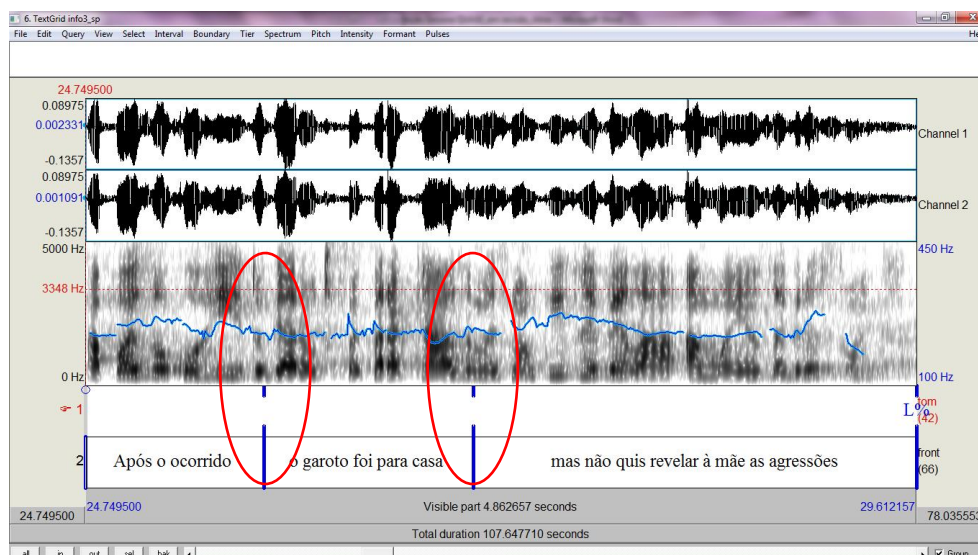 6. TextGrid info3_sp
File Edit Query View Select Interval Boundary Tier Spectrum Pitch Intensity Formant Pulses He
24.749500
0.08975
0.002331
-0.1357
Channel 1
0.08975
0.001091
-0.1357
Channel 2
5000 Hz 450 Hz
3348 Hz
0 Hz 100 Hz
1 L% tom (42)
2 Após o ocorrido o garoto foi para casa mas não quis revelar à mãe as agressões front (66)
24.749500 24.749500 Visible part 4.862657 seconds 29.612157 78.035553
Total duration 107.647710 seconds
all in out sel bak Group